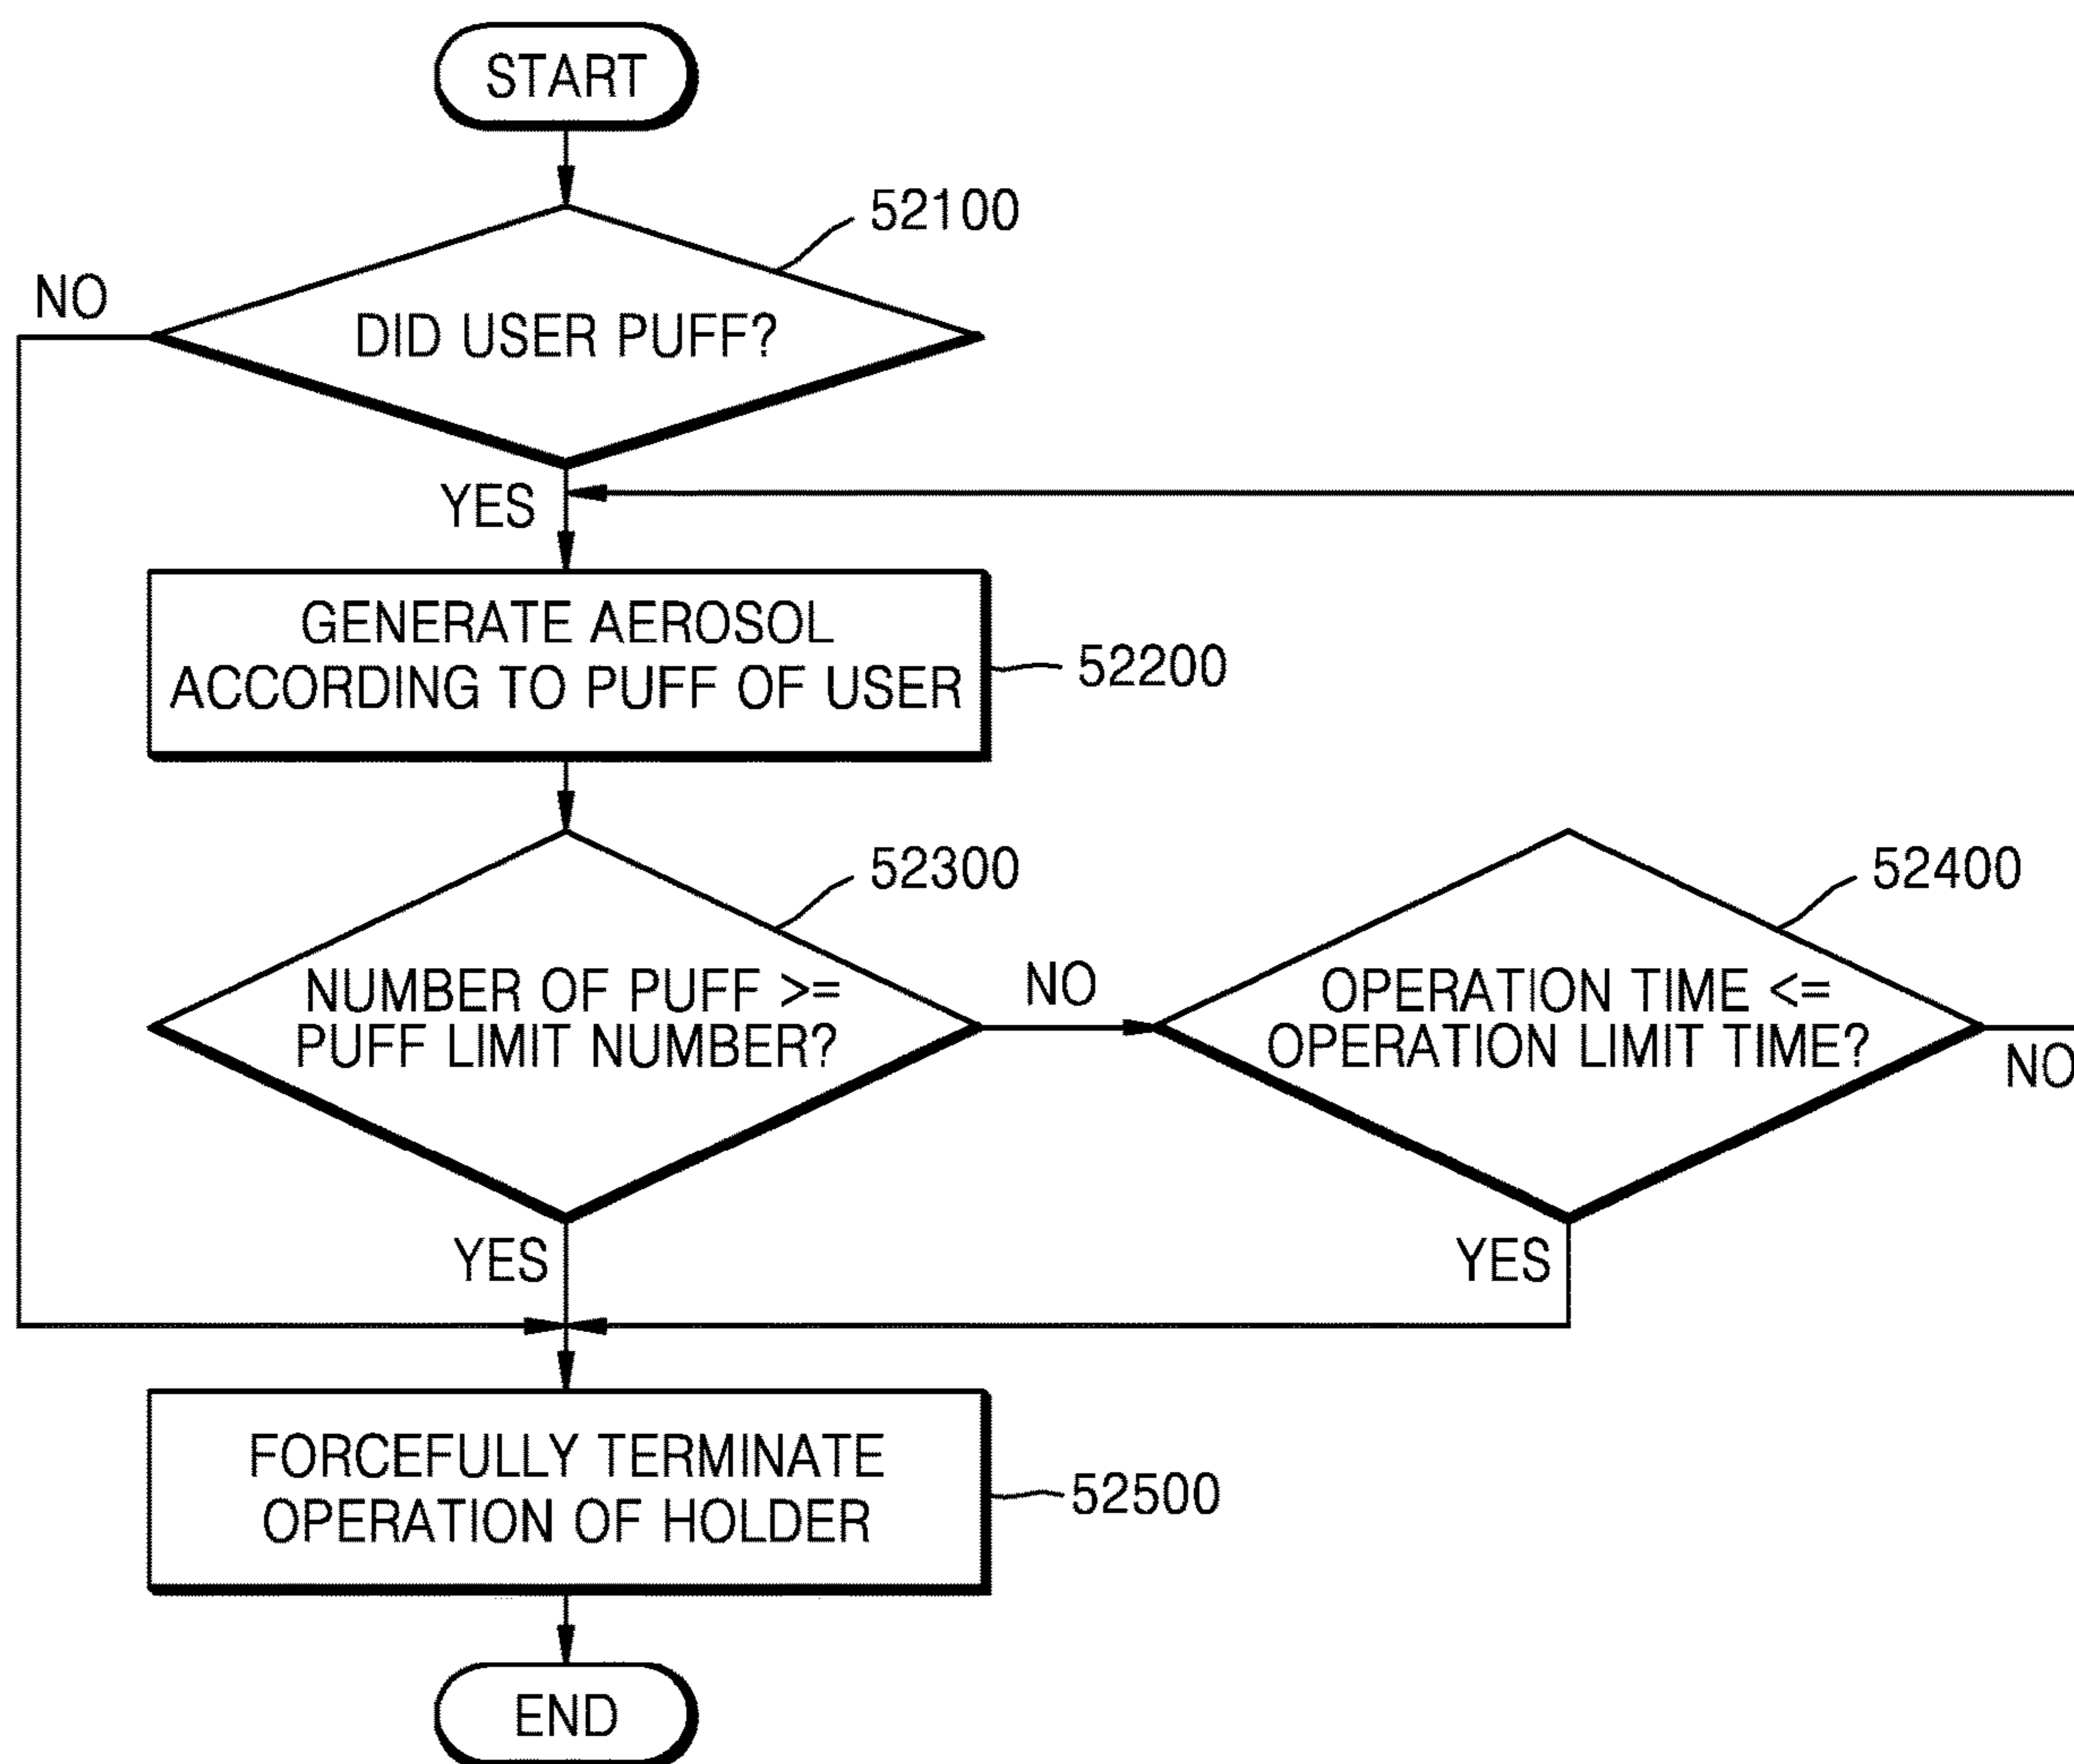 START
52100
NO
DID USER PUFF?
YES
GENERATE AEROSOL
ACCORDING TO PUFF OF USER
52200
52300
NUMBER OF PUFF >=
PUFF LIMIT NUMBER?
NO
52400
OPERATION TIME <=
OPERATION LIMIT TIME?
NO
YES
YES
FORCEFULLY TERMINATE
OPERATION OF HOLDER
52500
END